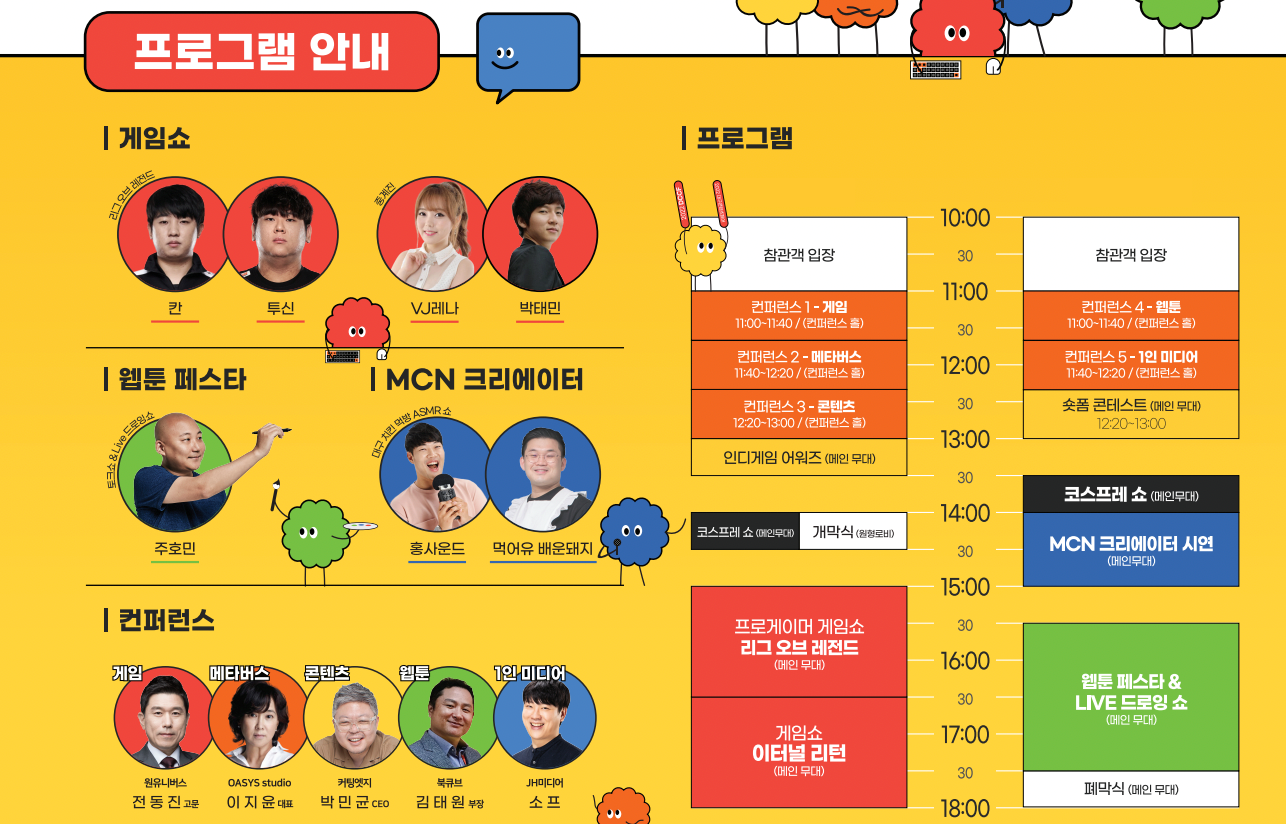 프로그램 안내
게임쇼
리그 오브 레전드
중계진
칸
투신
VJ레나
박태민
웹툰 페스타
MCN 크리에이터
토크쇼 & Live 드로잉쇼
대구 치킨 먹방 ASMR 쇼
주호민
홍사운드
먹어유 배운돼지
컨퍼런스
게임
메타버스
콘텐츠
웹툰
1인 미디어
원유니버스
OASYS studio
커팅엣지
북큐브
JH미디어
전동진 고문
이지윤 대표
박민균 CEO
김태원 부장
소프
프로그램
참관객 입장
컨퍼런스 1 - 게임
11:00~11:40 / (컨퍼런스 홀)
컨퍼런스 2 - 메타버스
11:40~12:20 / (컨퍼런스 홀)
컨퍼런스 3 - 콘텐츠
12:20~13:00 / (컨퍼런스 홀)
인디게임 어워즈 (메인 무대)
코스프레 쇼 (메인무대)
개막식 (원형로비)
프로게이머 게임쇼
리그 오브 레전드
(메인 무대)
게임쇼
이터널 리턴
(메인 무대)
10:00
30
11:00
30
12:00
30
13:00
30
14:00
30
15:00
30
16:00
30
17:00
30
18:00
참관객 입장
컨퍼런스 4 - 웹툰
11:00~11:40 / (컨퍼런스 홀)
컨퍼런스 5 - 1인 미디어
11:40~12:20 / (컨퍼런스 홀)
숏폼 콘테스트 (메인 무대)
12:20~13:00
코스프레 쇼 (메인무대)
MCN 크리에이터 시연
(메인무대)
웹툰 페스타 &
LIVE 드로잉 쇼
(메인 무대)
폐막식 (메인 무대)